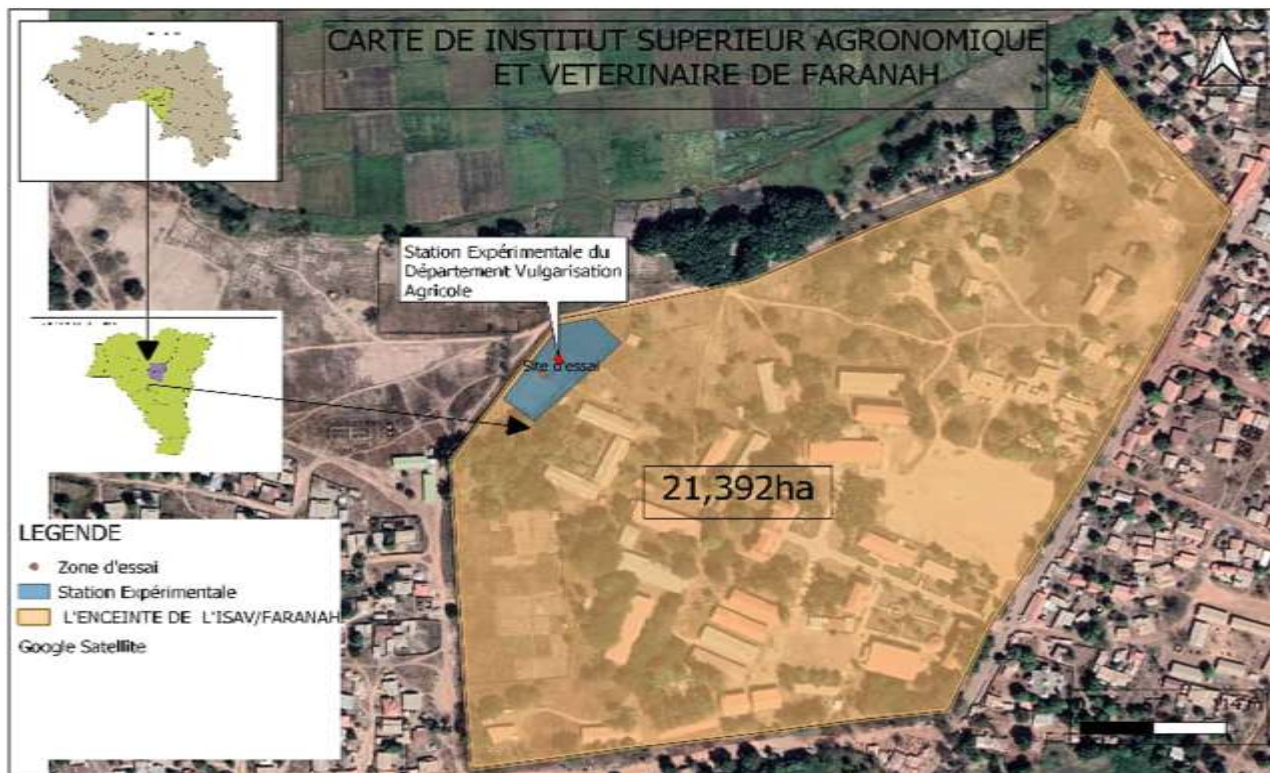 CARTE DE INSTITUT SUPERIEUR AGRONOMIQUE
ET VETERINAIRE DE FARANAH
Station Expérimentale du
Département Vulgarisation
Agricole
Site d'essai
21,392ha
LEGENDE
Zone d'essai
Station Expérimentale
L'ENCEINTE DE L'ISAV/FARANAH
Google Satellite